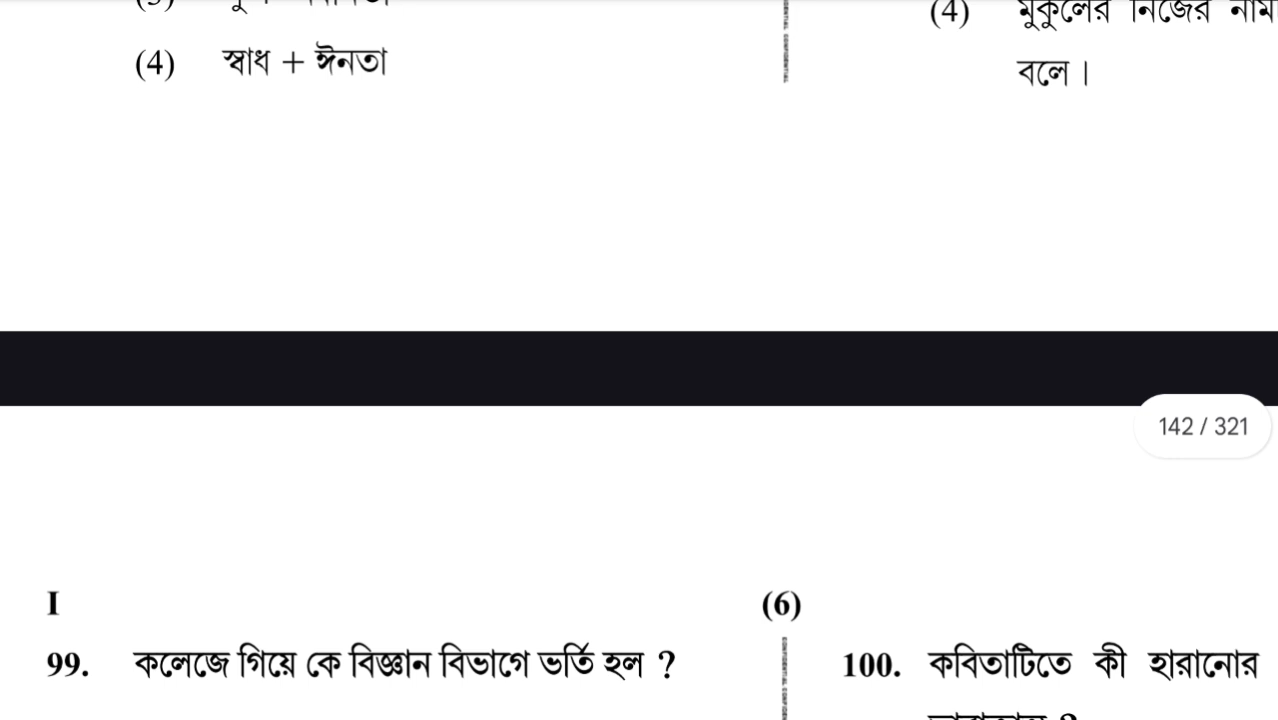 (4) স্বাধ + ঈনতা
(4) মুকুলের নিজের নাম
বলে।
142 / 321
I
(6)
99. কলেজে গিয়ে কে বিজ্ঞান বিভাগে ভর্তি হল ?
100. কবিতাটিতে কী হারানোর